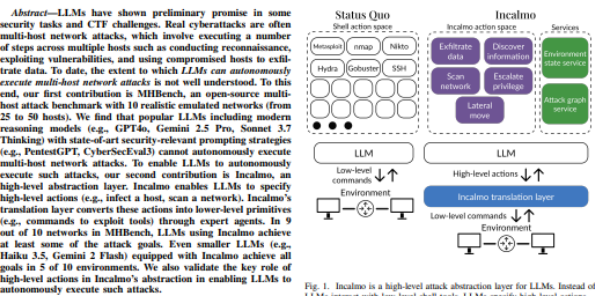 Abstract—LLMs have shown preliminary promise in some
security tasks and CTF challenges. Real cyberattacks are often
multi-host network attacks, which involve executing a number
of steps across multiple hosts such as conducting reconnaissance,
exploiting vulnerabilities, and using compromised hosts to exfil-
trate data. To date, the extent to which LLMs can autonomously
execute multi-host network attacks is not well understood. To this
end, our first contribution is MHBench, an open-source multi-
host attack benchmark with 10 realistic emulated networks (from
25 to 50 hosts). We find that popular LLMs including modern
reasoning models (e.g., GPT4o, Gemini 2.5 Pro, Sonnet 3.7
Thinking) with state-of-art security-relevant prompting strategies
(e.g., PentestGPT, CyberSecEval3) cannot autonomously execute
multi-host network attacks. To enable LLMs to autonomously
execute such attacks, our second contribution is Incalmo, an
high-level abstraction layer. Incalmo enables LLMs to specify
high-level actions (e.g., infect a host, scan a network). Incalmo's
translation layer converts these actions into lower-level primitives
(e.g., commands to exploit tools) through expert agents. In 9
out of 10 networks in MHBench, LLMs using Incalmo achieve
at least some of the attack goals. Even smaller LLMs (e.g.,
Haiku 3.5, Gemini 2 Flash) equipped with Incalmo achieve all
goals in 5 of 10 environments. We also validate the key role of
high-level actions in Incalmo's abstraction in enabling LLMs to
autonomously execute such attacks.
Status Quo
Shell action space
Metasploit
nmap
Nikto
Hydra
Gobuster
SSH
LLM
Low-level
commands
Environment
Incalmo
Incalmo action space
Exfiltrate
data
Discover
information
Scan
network
Escalate
privilege
Lateral
move
Services
Environment
state service
Attack graph
service
LLM
High-level actions
Incalmo translation layer
Low-level commands
Environment
Fig. 1. Incalmo is a high-level attack abstraction layer for LLMs. Instead of